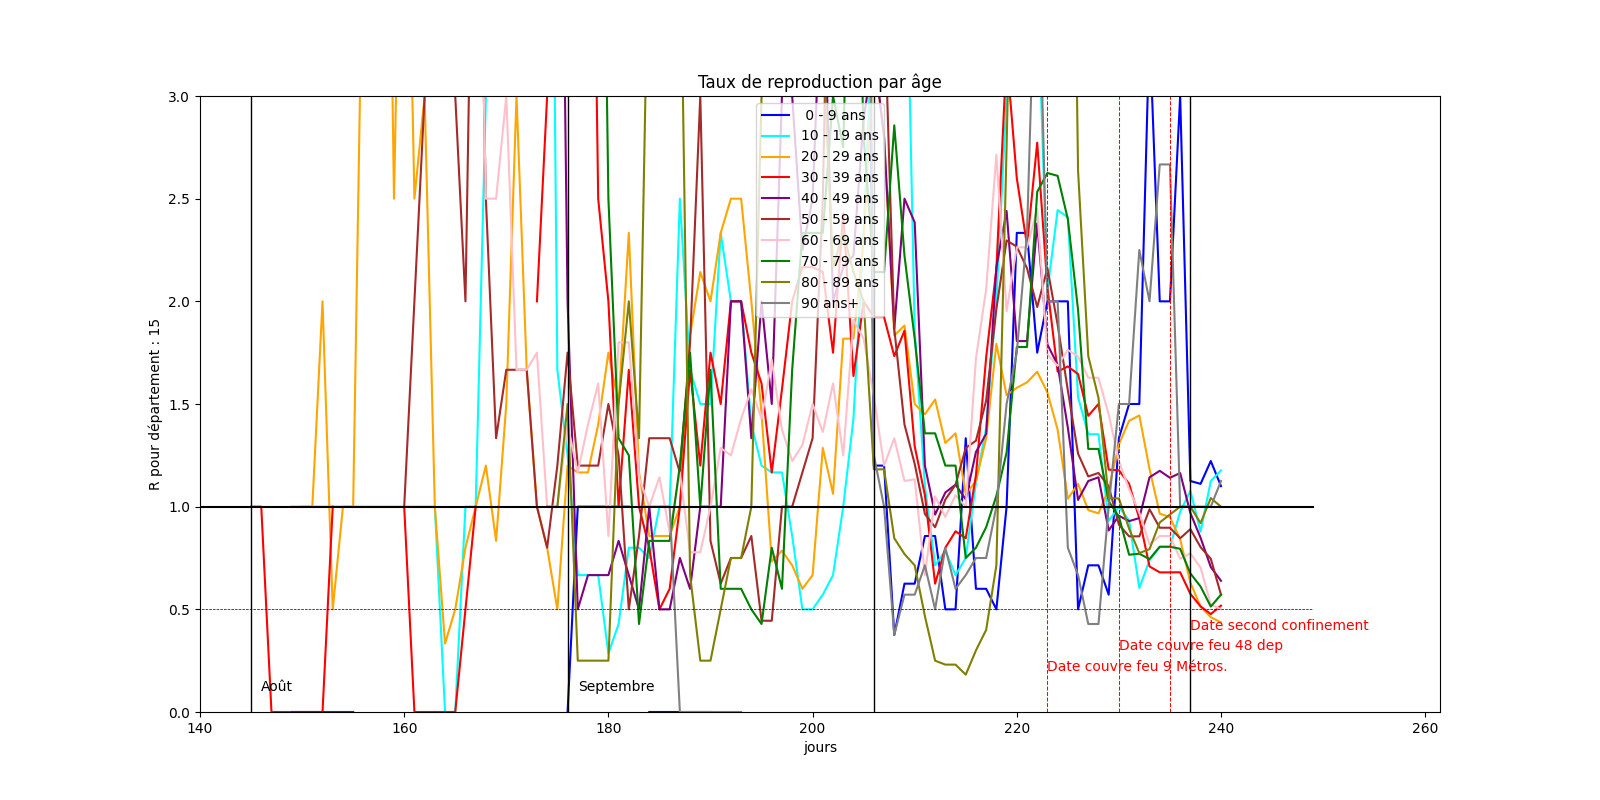 Taux de reproduction par âge
R pour département : 15
3.0
2.5
2.0
1.5
1.0
0.5
0.0
0 - 9 ans
10 - 19 ans
20 - 29 ans
30 - 39 ans
40 - 49 ans
50 - 59 ans
60 - 69 ans
70 - 79 ans
80 - 89 ans
90 ans+
Date second confinement
Date couvre feu 48 dep
Date couvre feu 9 Métros.
Août
Septembre
140 160 180 200 220 240 260
jours